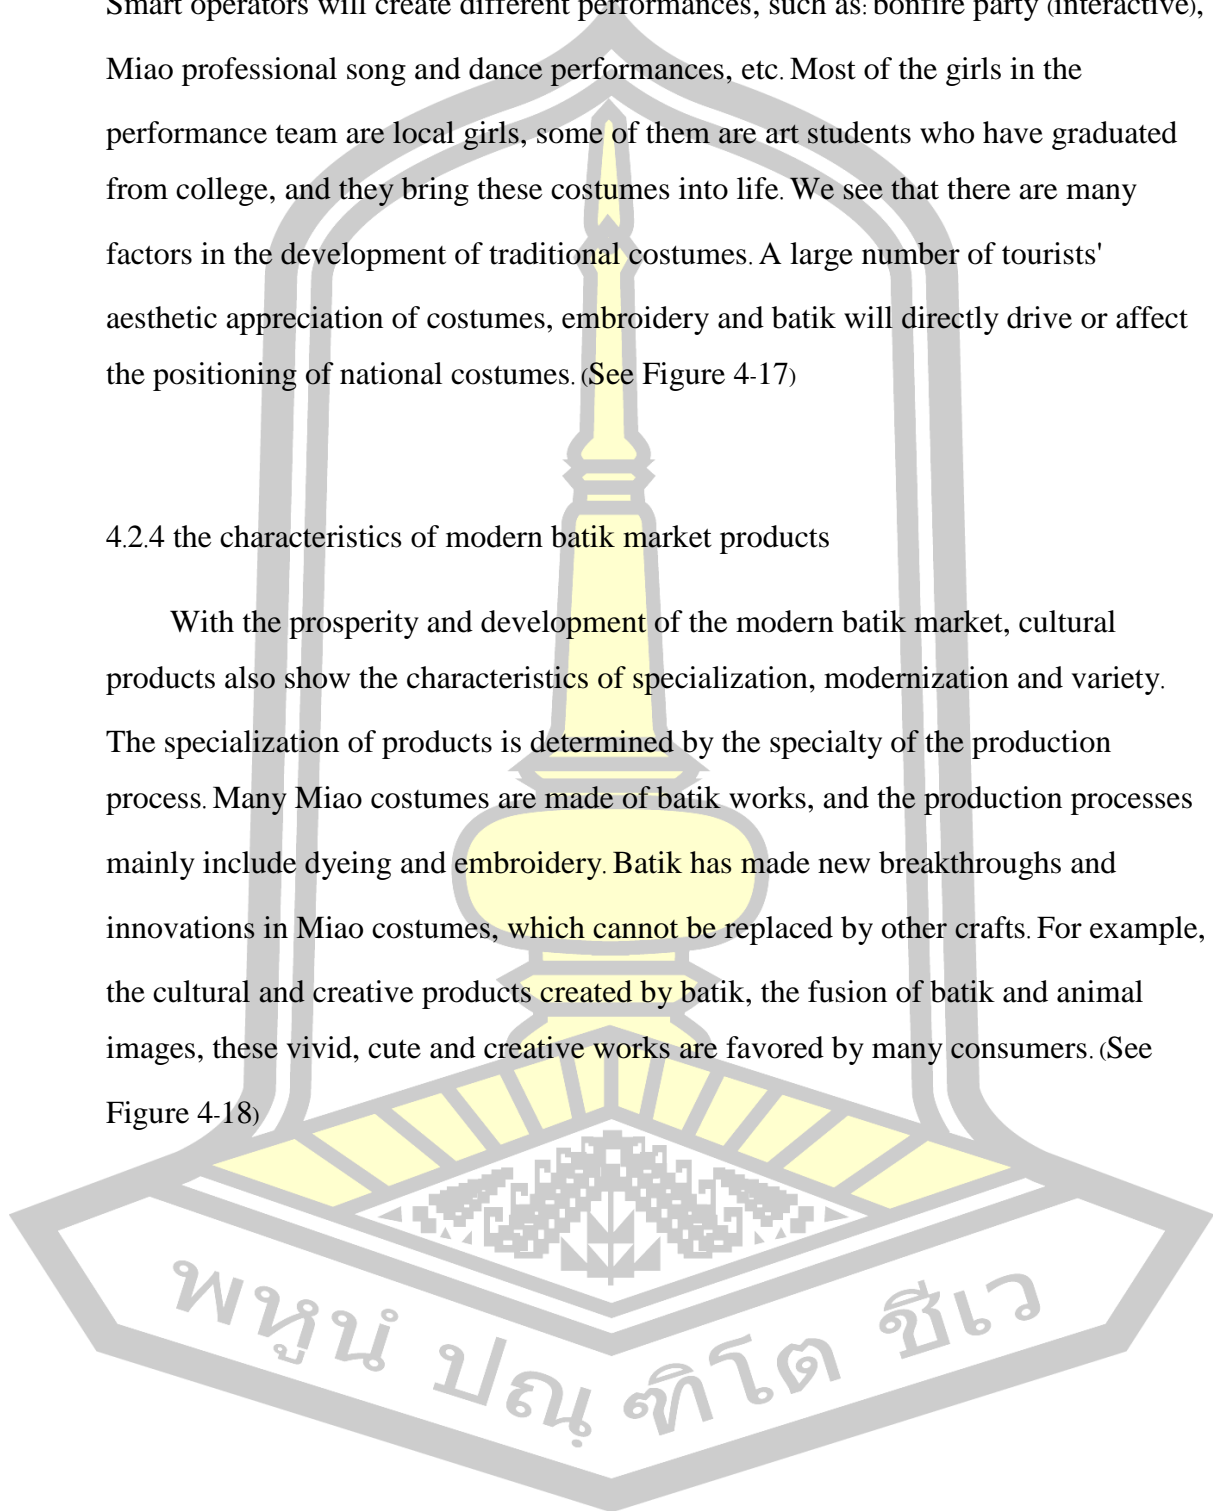 Smart operators will create different performances, such as: bonfire party (interactive),
Miao professional song and dance performances, etc. Most of the girls in the
performance team are local girls, some of them are art students who have graduated
from college, and they bring these costumes into life. We see that there are many
factors in the development of traditional costumes. A large number of tourists'
aesthetic appreciation of costumes, embroidery and batik will directly drive or affect
the positioning of national costumes. (See Figure 4-17)
4.2.4 the characteristics of modern batik market products
With the prosperity and development of the modern batik market, cultural
products also show the characteristics of specialization, modernization and variety.
The specialization of products is determined by the specialty of the production
process. Many Miao costumes are made of batik works, and the production processes
mainly include dyeing and embroidery. Batik has made new breakthroughs and
innovations in Miao costumes, which cannot be replaced by other crafts. For example,
the cultural and creative products created by batik, the fusion of batik and animal
images, these vivid, cute and creative works are favored by many consumers. (See
Figure 4-18)
พหูนํ ปณฺฑิโต ชีเว